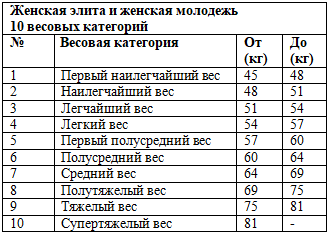 Женская элита и женская молодежь
10 весовых категорий
№ Весовая категория От (кг) До (кг)
1 Первый наилегчайший вес 45 48
2 Наилегчайший вес 48 51
3 Легчайший вес 51 54
4 Легкий вес 54 57
5 Первый полусредний вес 57 60
6 Полусредний вес 60 64
7 Средний вес 64 69
8 Полутяжелый вес 69 75
9 Тяжелый вес 75 81
10 Супертяжелый вес 81 -